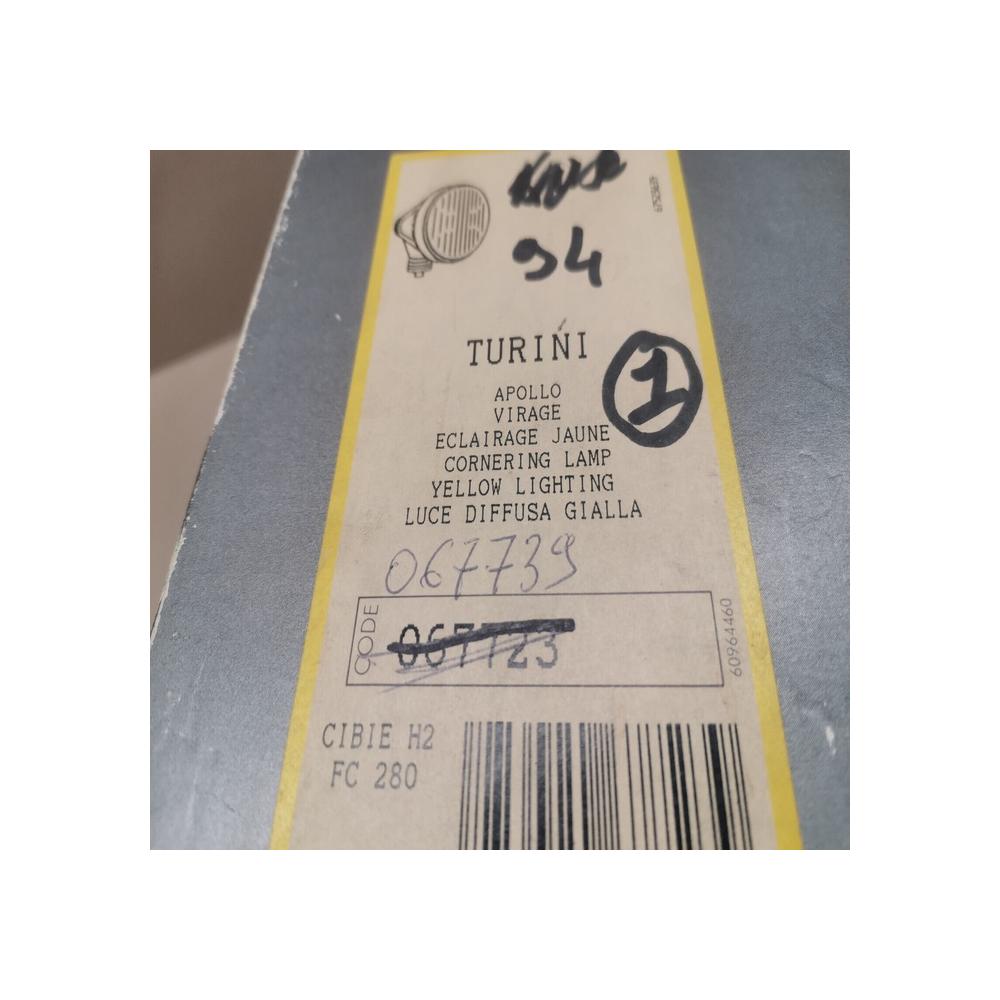 94
TURINI
1
APOLLO
VIRAGE
ECLAIRAGE JAUNE
CORNERING LAMP
YELLOW LIGHTING
LUCE DIFFUSA GIALLA
067739
CODE
067723
60964460
CIBIE H2
FC 280